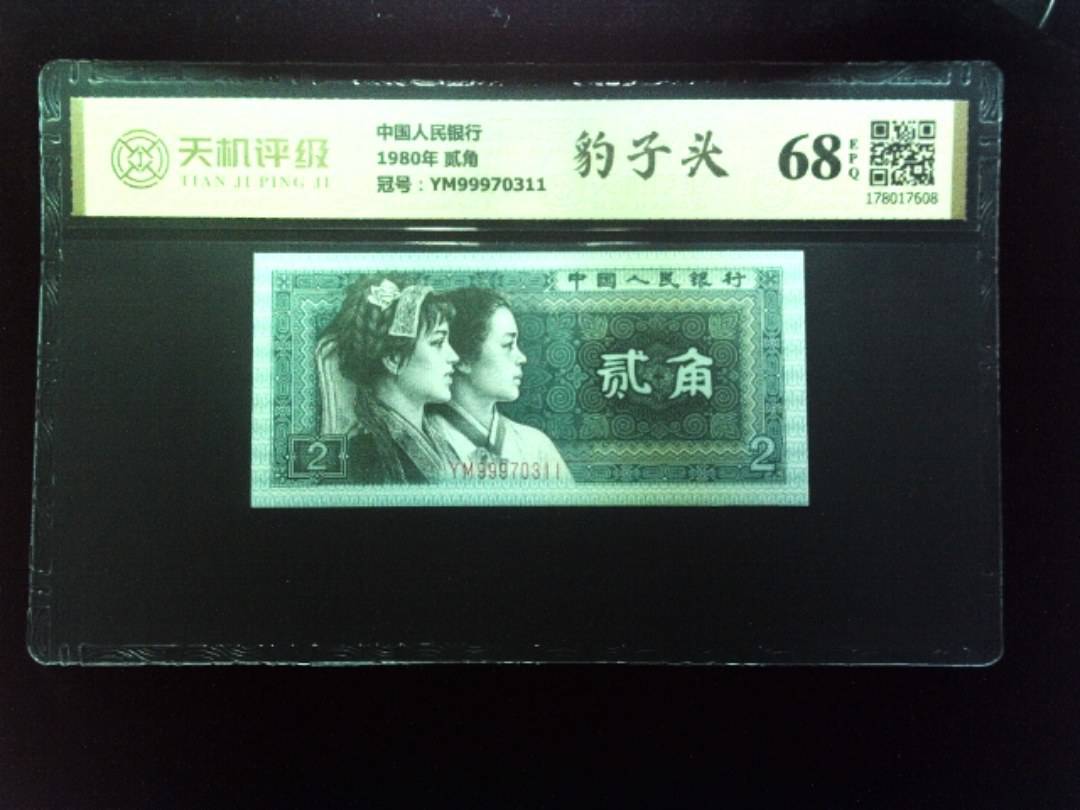 天机评级
TIAN JI PING JI
中国人民银行
1980年 贰角
冠号：YM99970311
豹子头
68
EPQ
178017608
中国人民银行
贰角
2
2
YM99970311